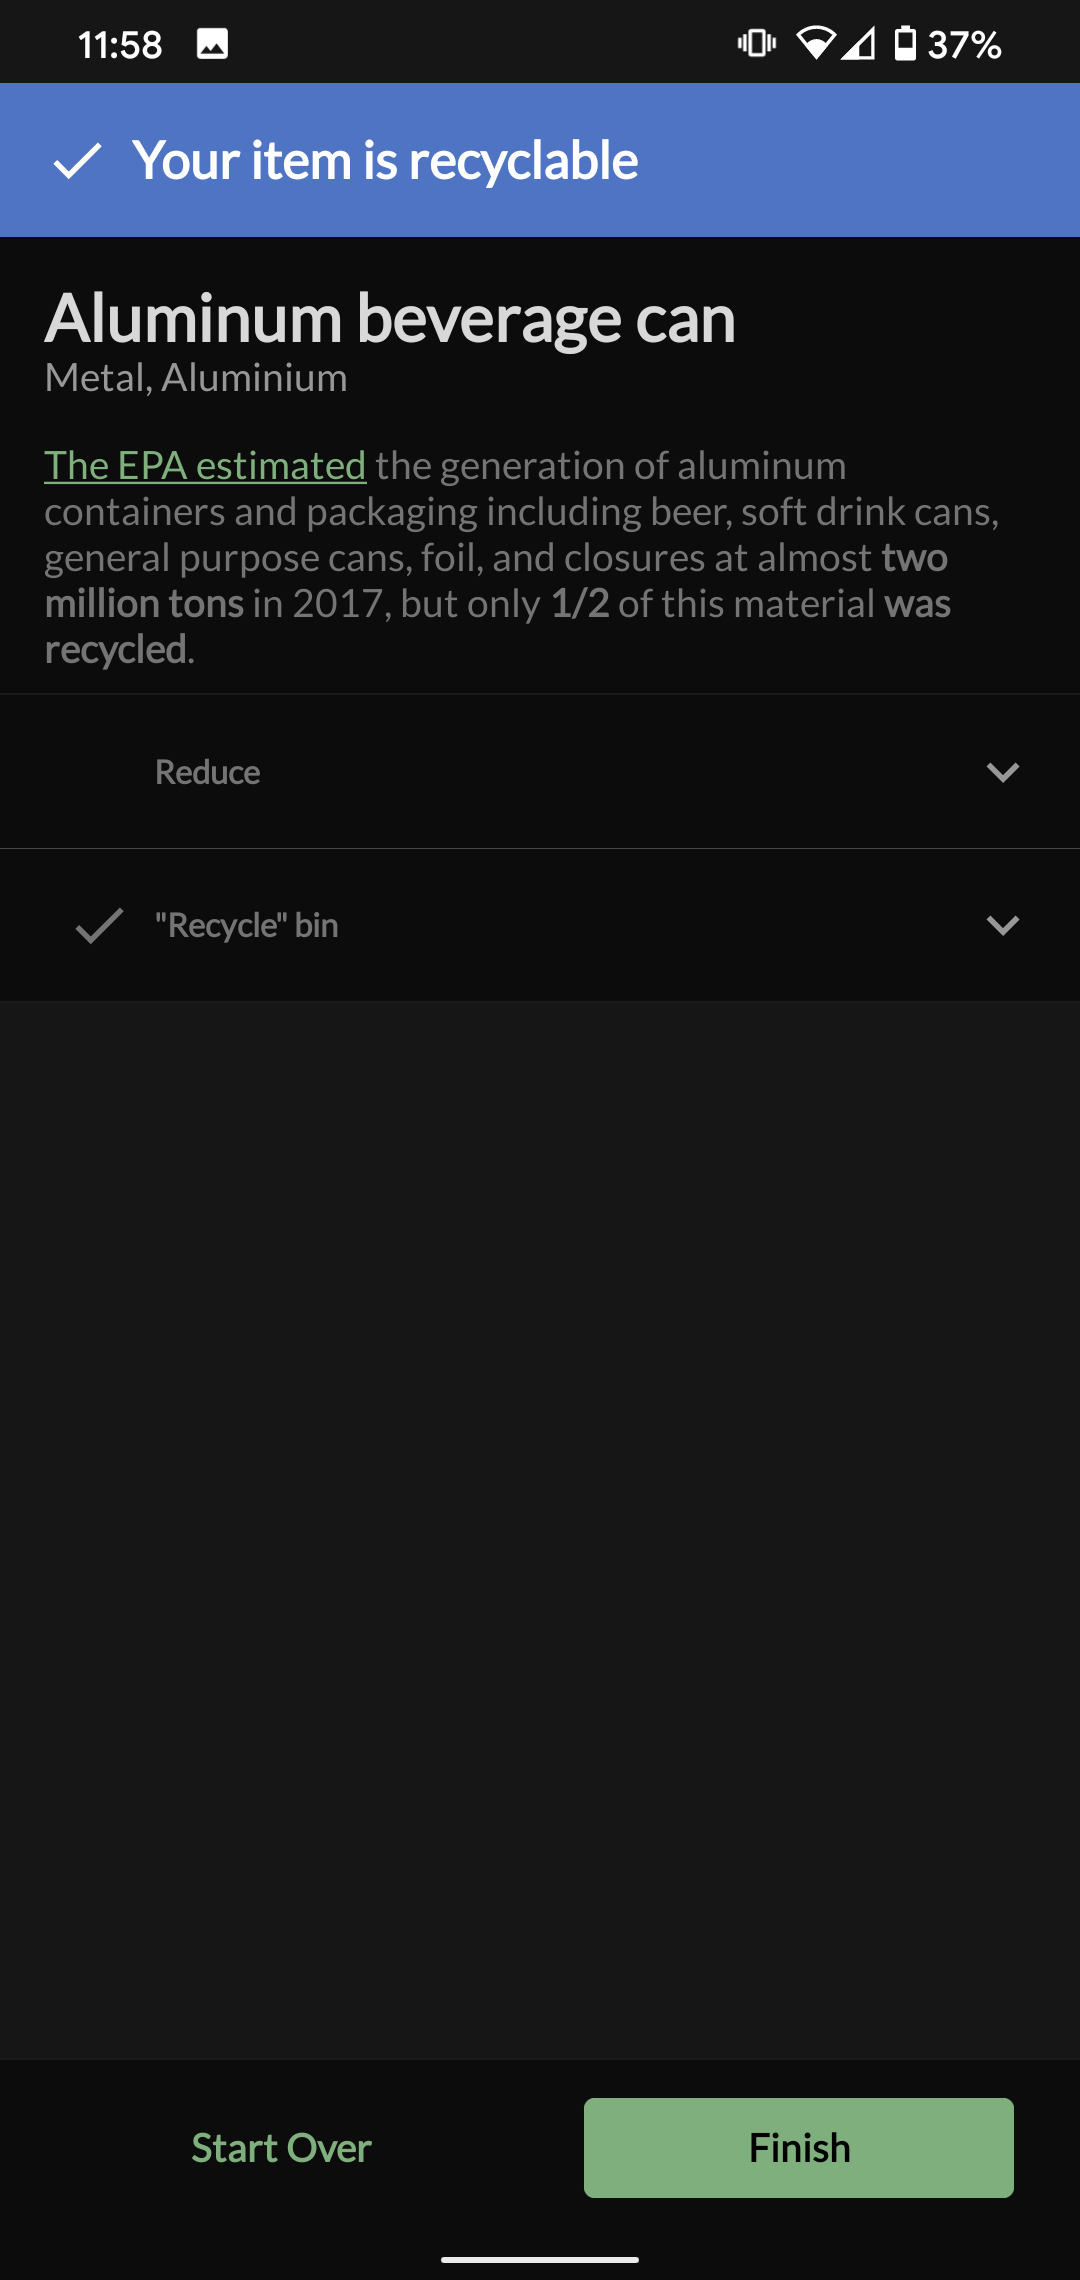 11:58 37%
Your item is recyclable
Aluminum beverage can
Metal, Aluminium
The EPA estimated the generation of aluminum
containers and packaging including beer, soft drink cans,
general purpose cans, foil, and closures at almost two
million tons in 2017, but only 1/2 of this material was
recycled.
Reduce
"Recycle" bin
Start Over Finish